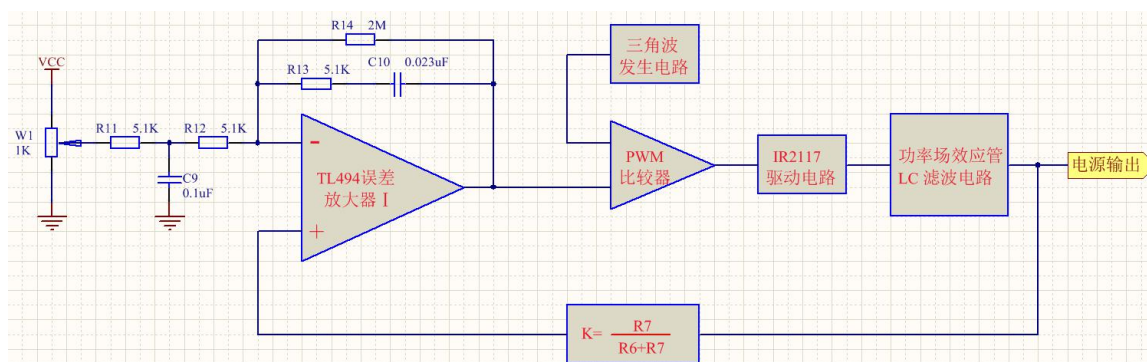 R14 2M
R13 5.1K C10 0.023uF
VCC
W1
1K
R11 5.1K R12 5.1K
C9
0.1uF
-
TL494误差
放大器 I
+
三角波
发生电路
PWM
比较器
IR2117
驱动电路
功率场效应管
LC 滤波电路
电源输出
K= R7
R6+R7